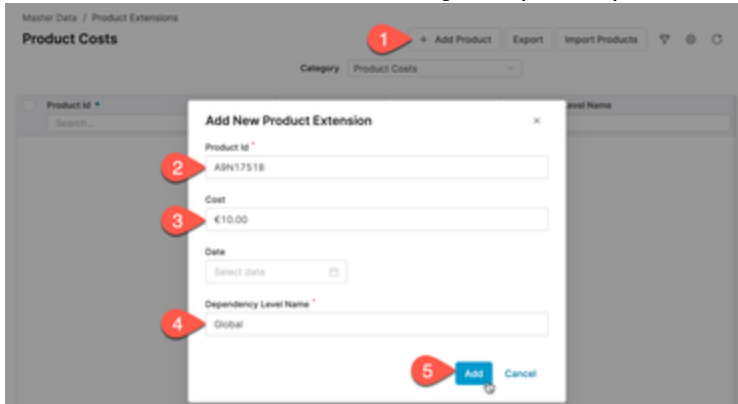 Master Data / Product Extensions
Product Costs
1
+ Add Product
Export
Import Products
Category
Product Costs
Product Id
Level Name
Search...
Add New Product Extension
×
Product Id *
2
A9N17518
Cost
3
€10.00
Date
Select date
Dependency Level Name *
4
Global
5
Add
Cancel